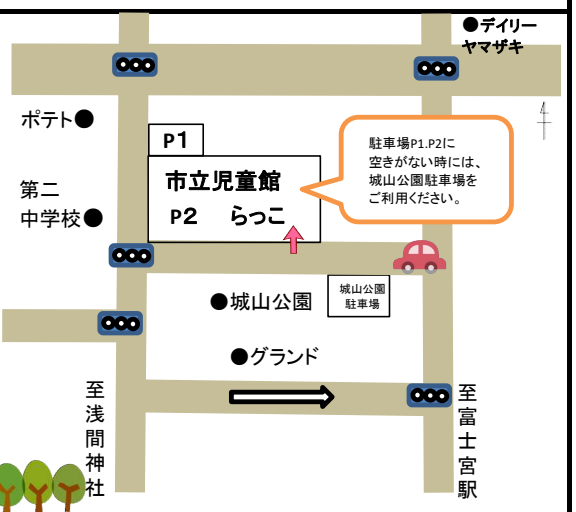 ●デイリー
ヤマザキ
ポテト●
P1
駐車場P1.P2に
空きがない時には、
城山公園駐車場を
ご利用ください。
市立児童館
P2 らっこ
第二
中学校●
●城山公園
城山公園
駐車場
●グランド
至浅間神社
至富士宮駅
4